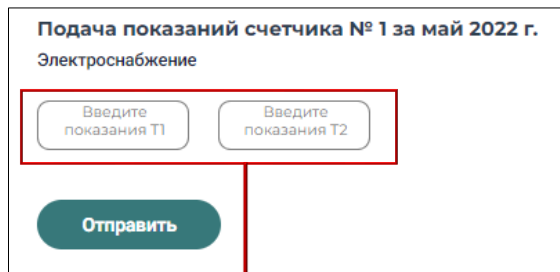 Подача показаний счетчика № 1 за май 2022 г.
Электроснабжение
Введите Введите
показания Т1 показания Т2
Отправить